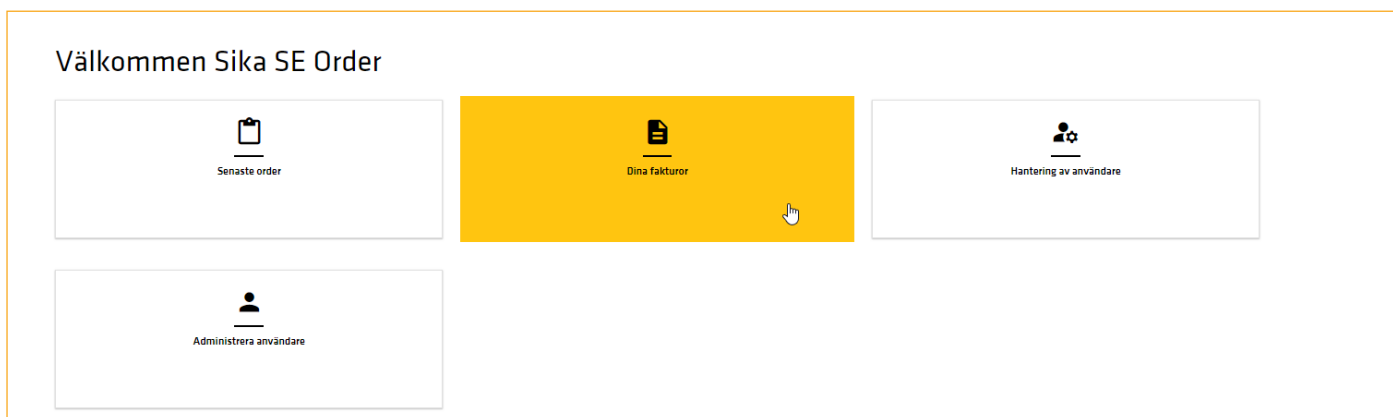 Välkommen Sika SE Order
Senaste order
Dina fakturor
Hantering av användare
Administrera användare